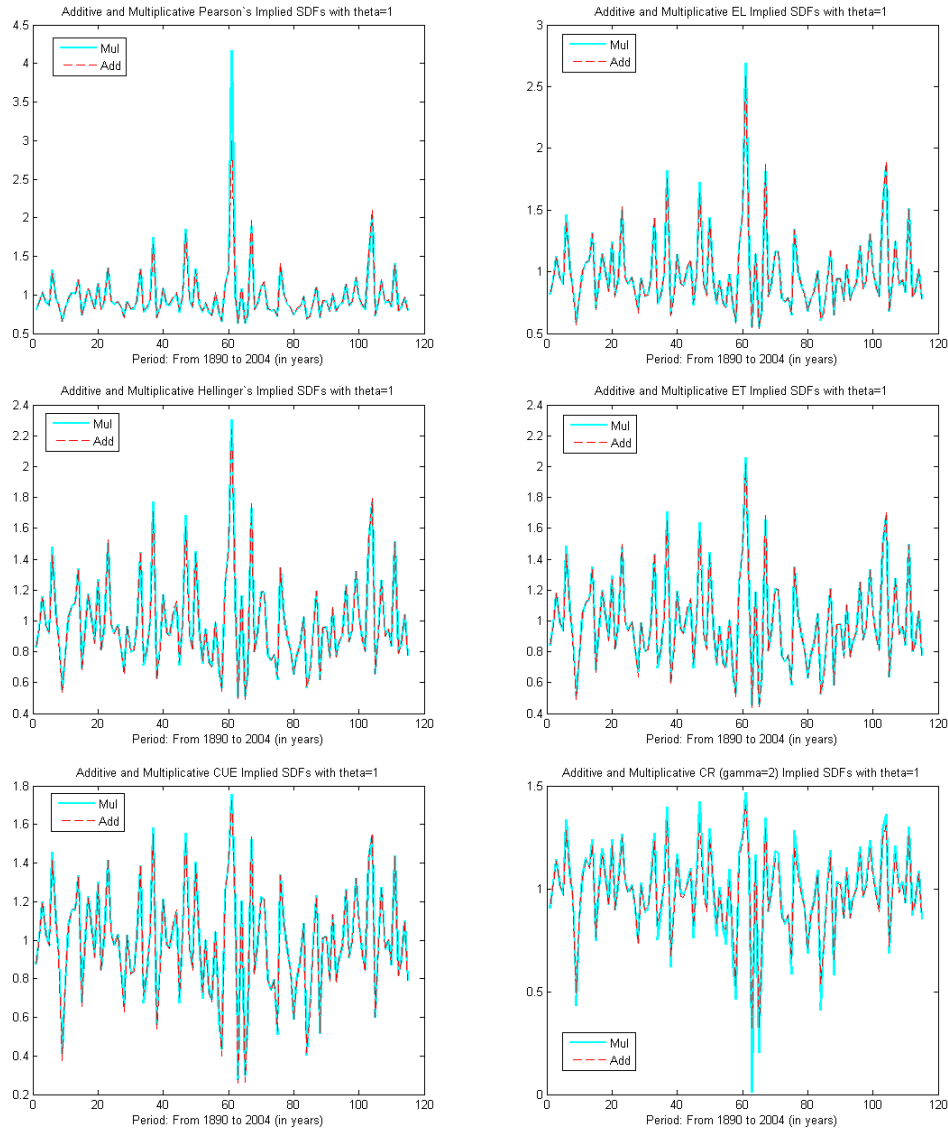 Additive and Multiplicative Pearson`s Implied SDFs with theta=1
4.5
4
3.5
3
2.5
2
1.5
1
0.5
0 20 40 60 80 100 120
Mul
Add
Period: From 1890 to 2004 (in years)
Additive and Multiplicative EL Implied SDFs with theta=1
3
2.5
2
1.5
1
0.5
0 20 40 60 80 100 120
Mul
Add
Period: From 1890 to 2004 (in years)
Additive and Multiplicative Hellinger`s Implied SDFs with theta=1
2.4
2.2
2
1.8
1.6
1.4
1.2
1
0.8
0.6
0.4
0 20 40 60 80 100 120
Mul
Add
Period: From 1890 to 2004 (in years)
Additive and Multiplicative ET Implied SDFs with theta=1
2.4
2.2
2
1.8
1.6
1.4
1.2
1
0.8
0.6
0.4
0 20 40 60 80 100 120
Mul
Add
Period: From 1890 to 2004 (in years)
Additive and Multiplicative CUE Implied SDFs with theta=1
1.8
1.6
1.4
1.2
1
0.8
0.6
0.4
0.2
0 20 40 60 80 100 120
Mul
Add
Period: From 1890 to 2004 (in years)
Additive and Multiplicative CR (gamma=2) Implied SDFs with theta=1
1.5
1
0.5
0
0 20 40 60 80 100 120
Mul
Add
Period: From 1890 to 2004 (in years)